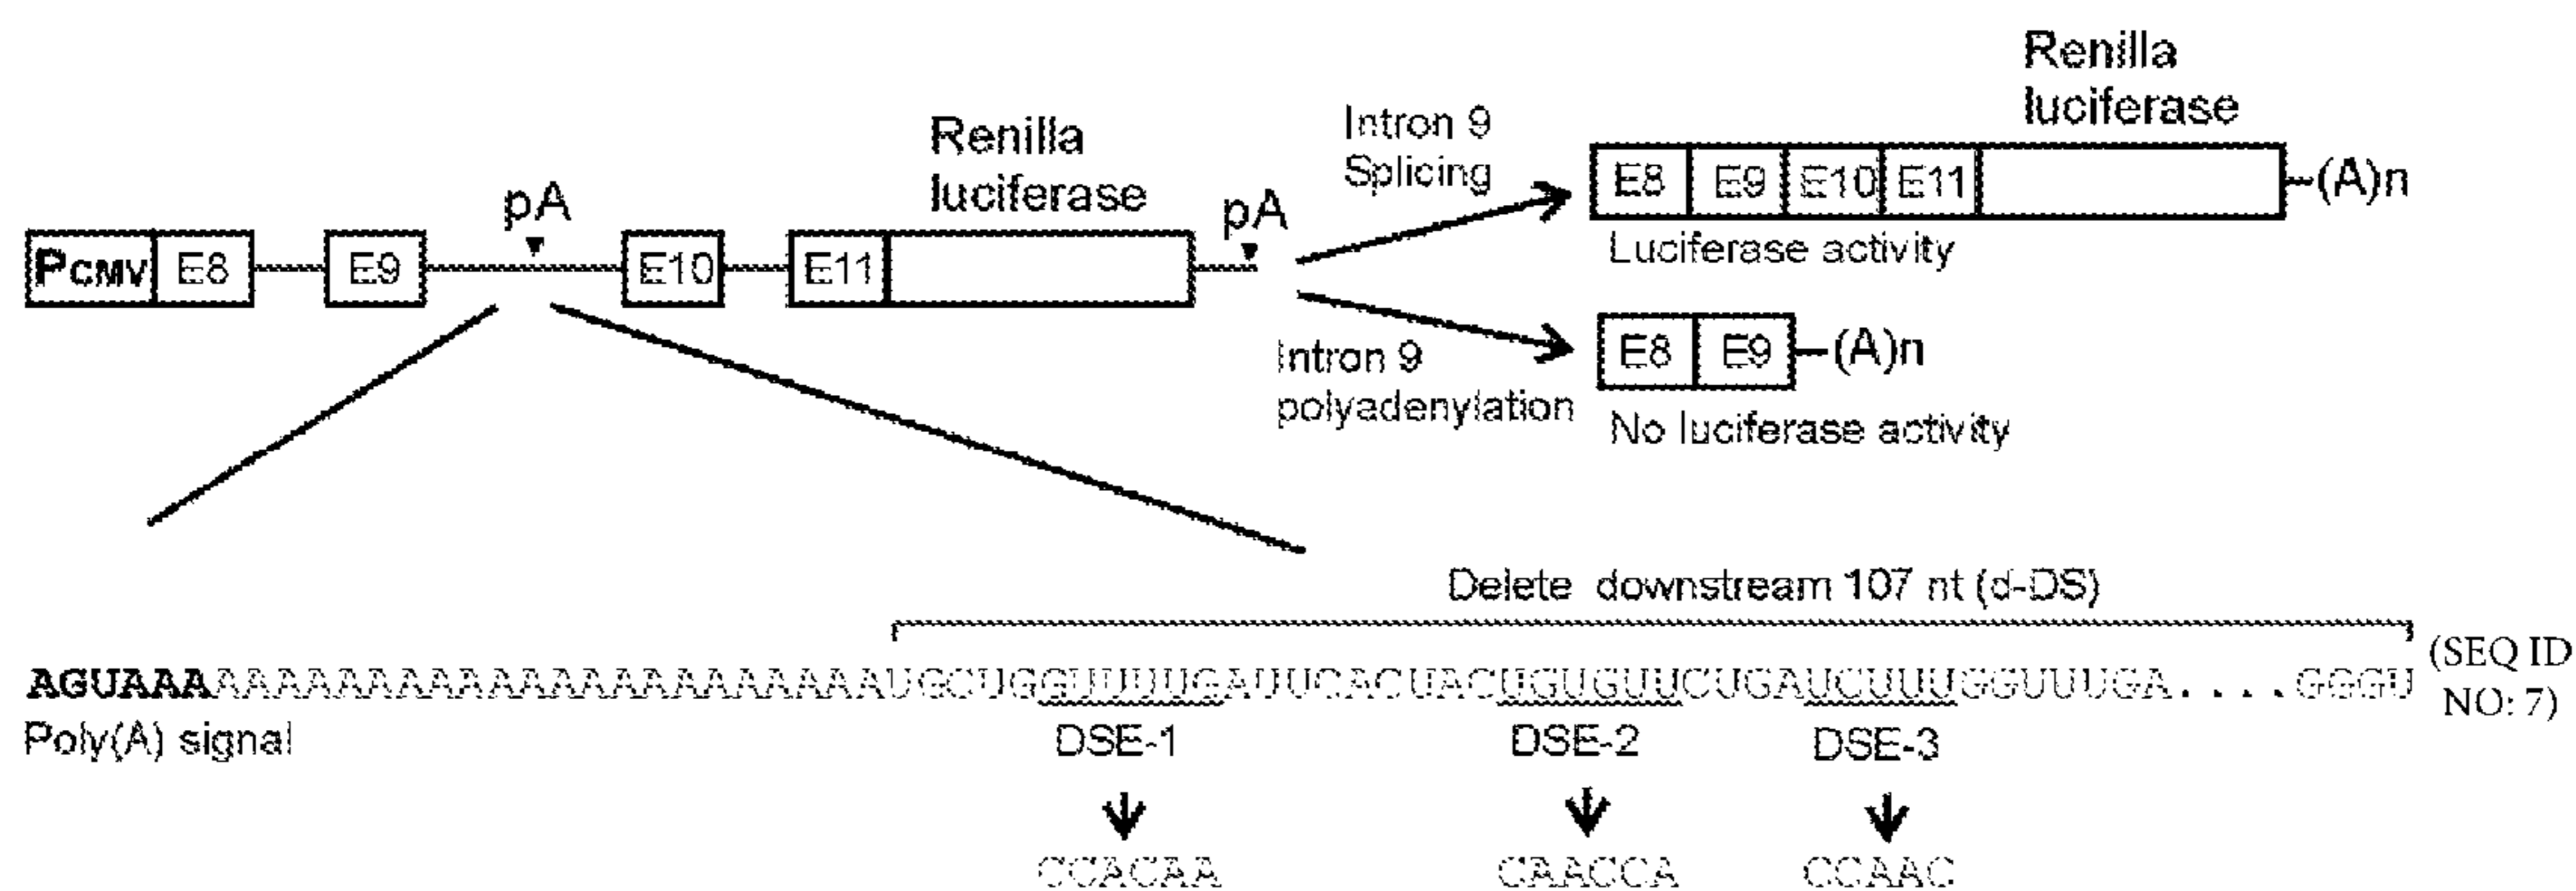 Renilla
luciferase
Intron 9
Splicing
Renilla
luciferase
pA
pA
E8 E9 E10 E11 -(A)n
Luciferase activity
PCMV E8 E9 E10 E11
E8 E9 -(A)n
Intron 9
polyadenylation
No luciferase activity
Delete downstream 107 nt (d-DS)
AGUAAAAAAAAAAAAAAAAAAAAAAAAAUGCUGGUUUUGAUUCACUACUGUGUUCUGAUCUUUGGUUUGA....GGGU
(SEQ ID
NO: 7)
Poly(A) signal
DSE-1 DSE-2 DSE-3
CCACAA CAACCA CCAAC